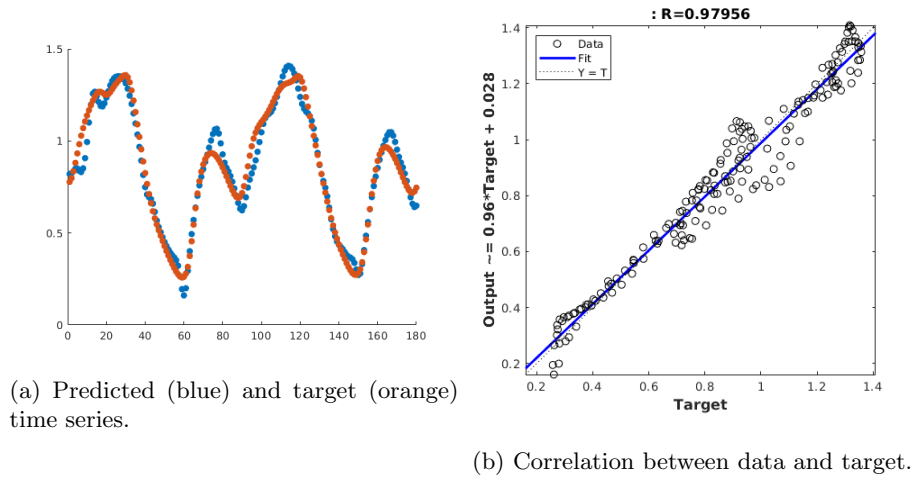 1.5
1
0.5
0
0 20 40 60 80 100 120 140 160 180
(a) Predicted (blue) and target (orange)
time series.
: R=0.97956
Data
Fit
Y = T
Output ~= 0.96*Target + 0.028
1.4
1.2
1
0.8
0.6
0.4
0.2
0.2 0.4 0.6 0.8 1 1.2 1.4
Target
(b) Correlation between data and target.